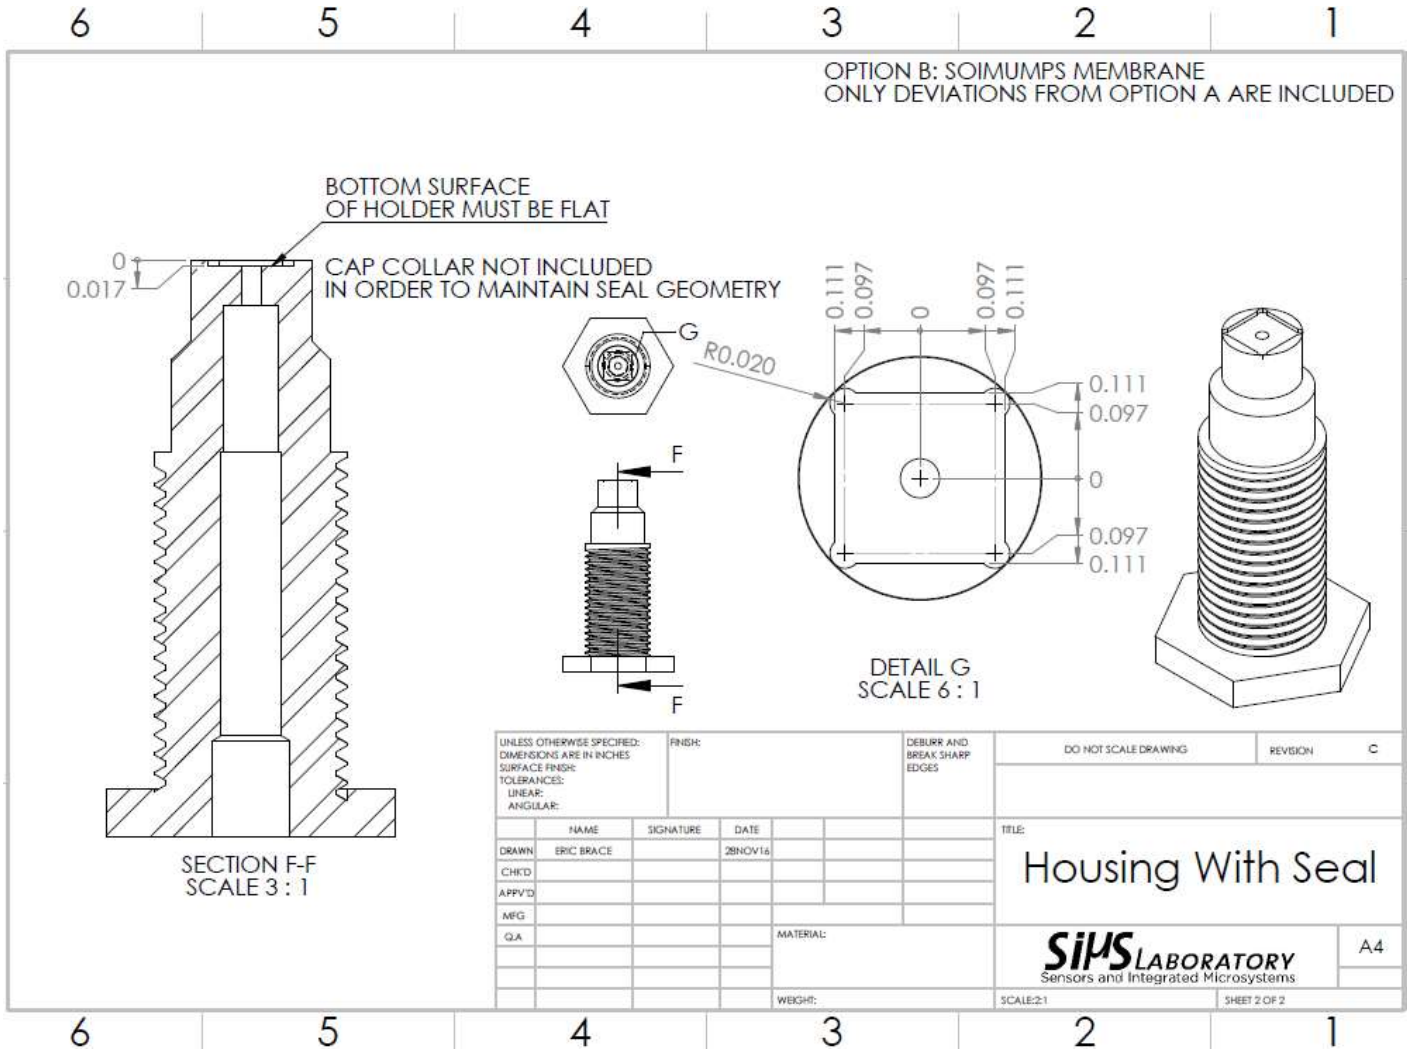 6 5 4 3 2 1
OPTION B: SOIMUMPS MEMBRANE
ONLY DEVIATIONS FROM OPTION A ARE INCLUDED
BOTTOM SURFACE
OF HOLDER MUST BE FLAT
0
0.017
CAP COLLAR NOT INCLUDED
IN ORDER TO MAINTAIN SEAL GEOMETRY
G
R0.020
0.111
0.097
0
0.097
0.111
0.111
0.097
0
0.097
0.111
F
F
DETAIL G
SCALE 6 : 1
SECTION F-F
SCALE 3 : 1
UNLESS OTHERWISE SPECIFIED:
DIMENSIONS ARE IN INCHES
SURFACE FINISH:
TOLERANCES:
LINEAR:
ANGULAR:
FINISH:
DEBURR AND
BREAK SHARP
EDGES
DO NOT SCALE DRAWING
REVISION C
NAME SIGNATURE DATE
DRAWN ERIC BRACE 28NOV16
CHK'D
APPV'D
MFG
Q.A
MATERIAL:
WEIGHT:
TITLE:
Housing With Seal
SiμS LABORATORY
Sensors and Integrated Microsystems
A4
SCALE:2:1
SHEET 2 OF 2
6 5 4 3 2 1